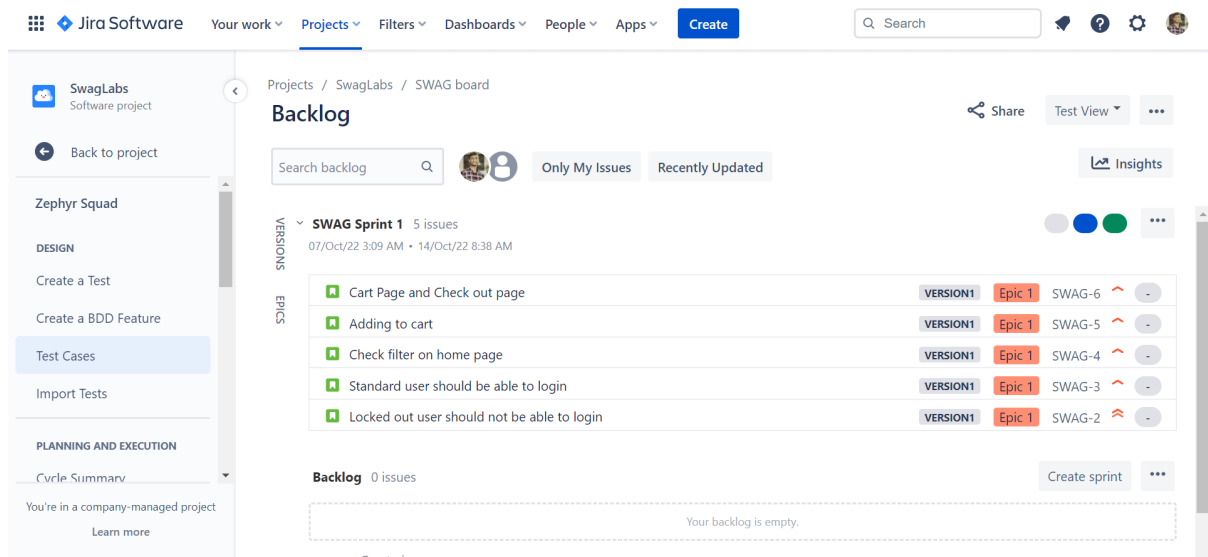 Jira Software Your work Projects Filters Dashboards People Apps Create Search
SwagLabs
Software project
Back to project
Zephyr Squad
DESIGN
Create a Test
Create a BDD Feature
Test Cases
Import Tests
PLANNING AND EXECUTION
Cycle Summary
You're in a company-managed project
Learn more
Projects / SwagLabs / SWAG board
Backlog
Share Test View
Search backlog Only My Issues Recently Updated Insights
VERSIONS
EPICS
SWAG Sprint 1 5 issues
07/Oct/22 3:09 AM • 14/Oct/22 8:38 AM
Cart Page and Check out page VERSION1 Epic 1 SWAG-6 -
Adding to cart VERSION1 Epic 1 SWAG-5 -
Check filter on home page VERSION1 Epic 1 SWAG-4 -
Standard user should be able to login VERSION1 Epic 1 SWAG-3 -
Locked out user should not be able to login VERSION1 Epic 1 SWAG-2 -
Backlog 0 issues Create sprint
Your backlog is empty.